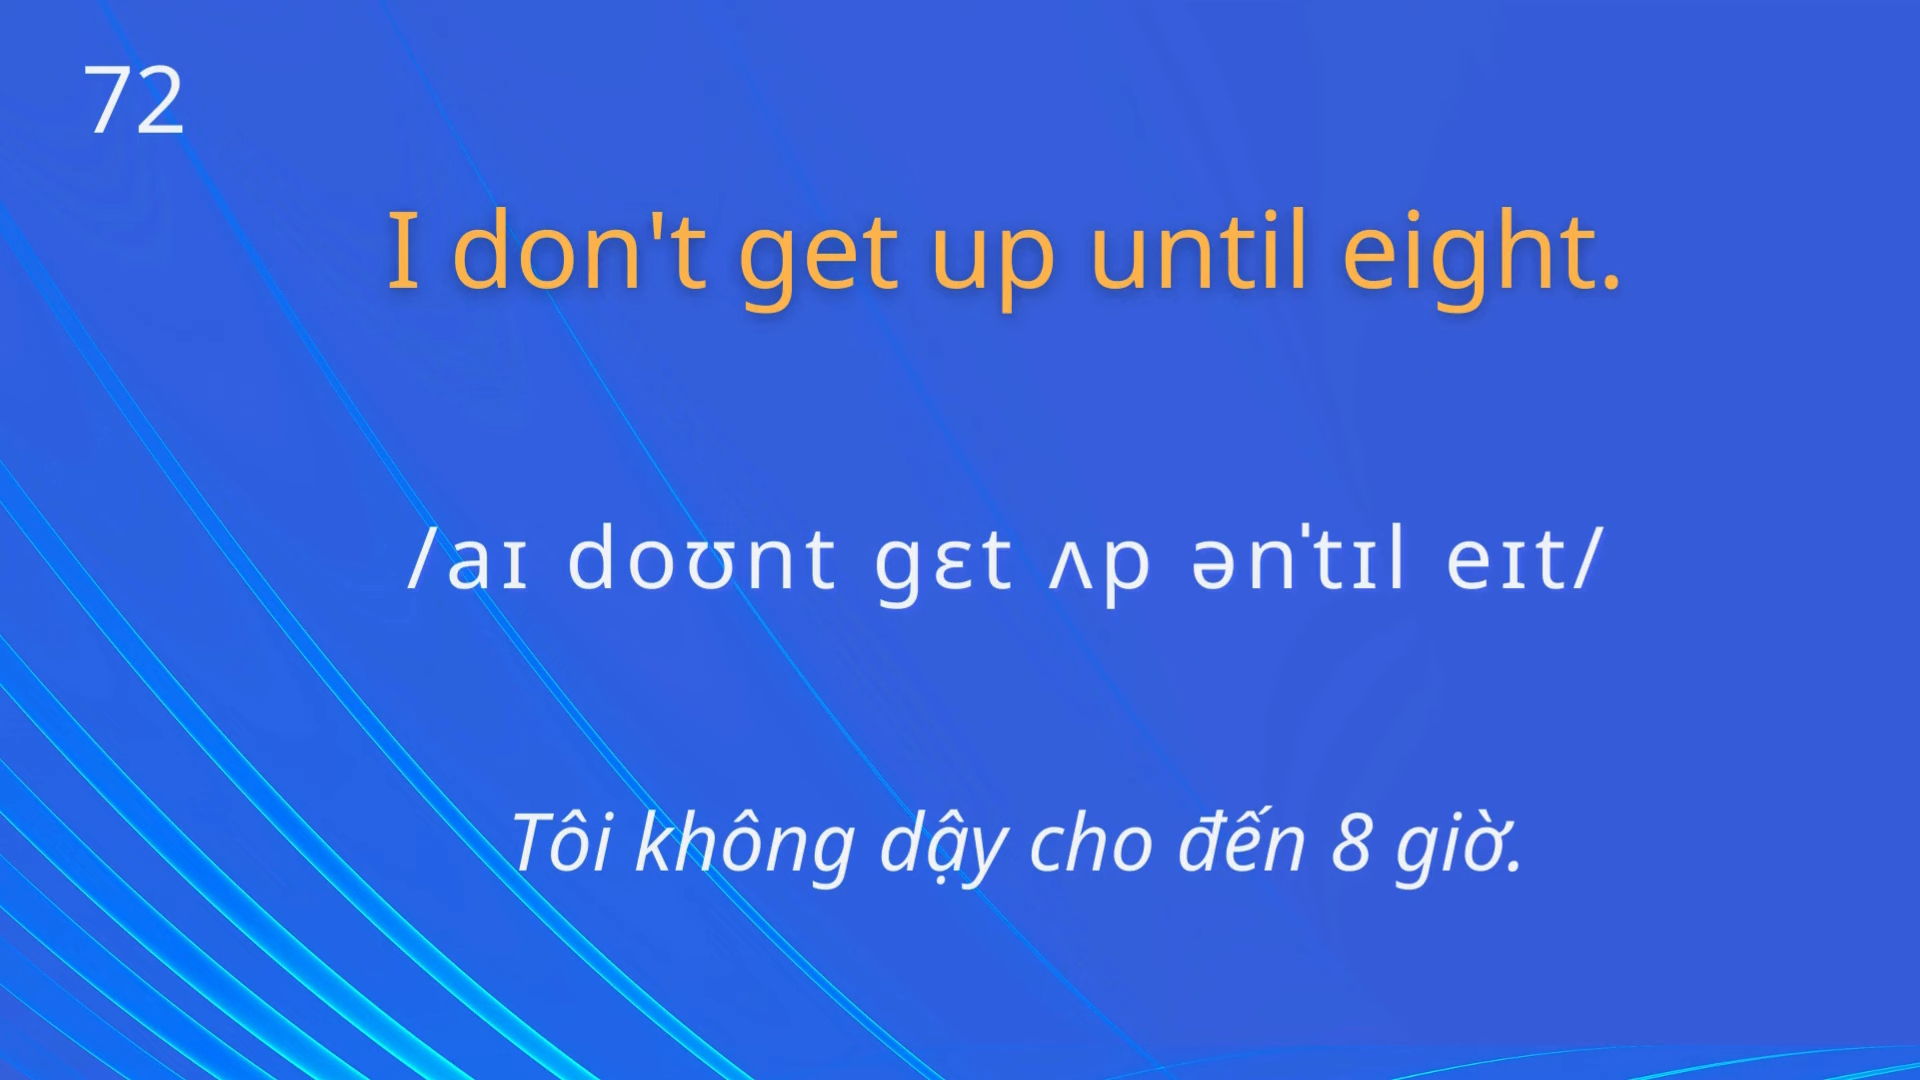 72
I don't get up until eight.
/aɪ doʊnt gɛt ʌp ənˈtɪl eɪt/
Tôi không dậy cho đến 8 giờ.